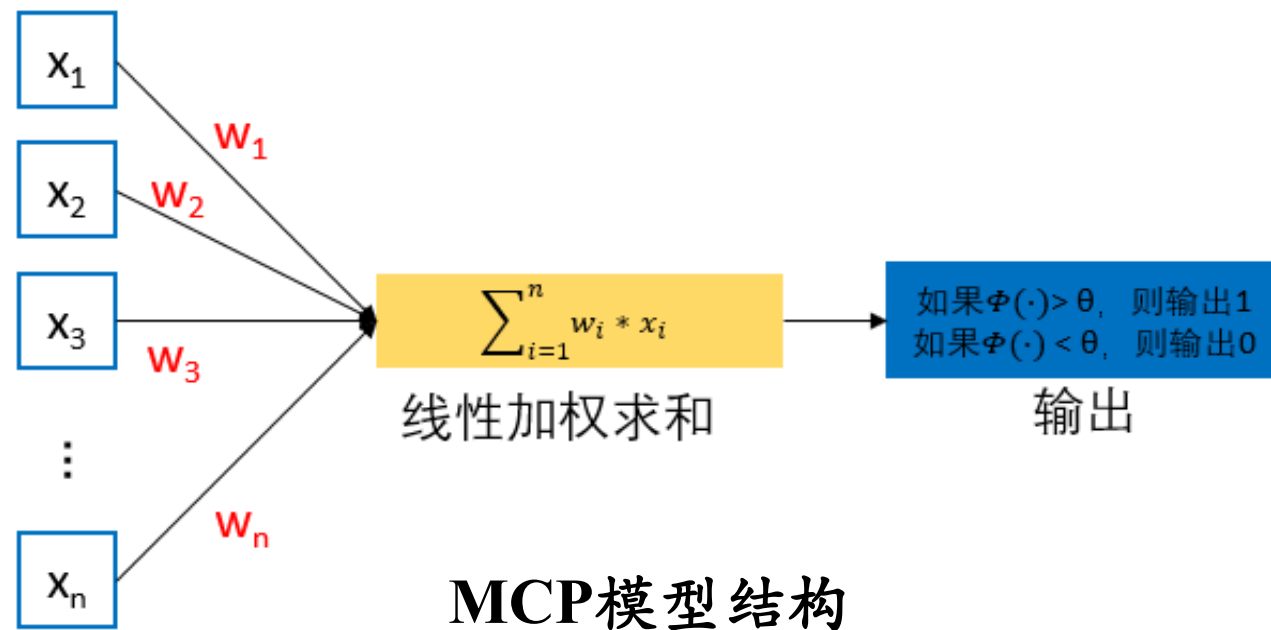 x₁
w₁
x₂
w₂
x₃
w₃
⋮
xₙ
wₙ
∑ⁿᵢ₌₁ wᵢ * xᵢ
线性加权求和
如果Φ(·)> θ, 则输出1
如果Φ(·) < θ, 则输出0
输出
MCP模型结构